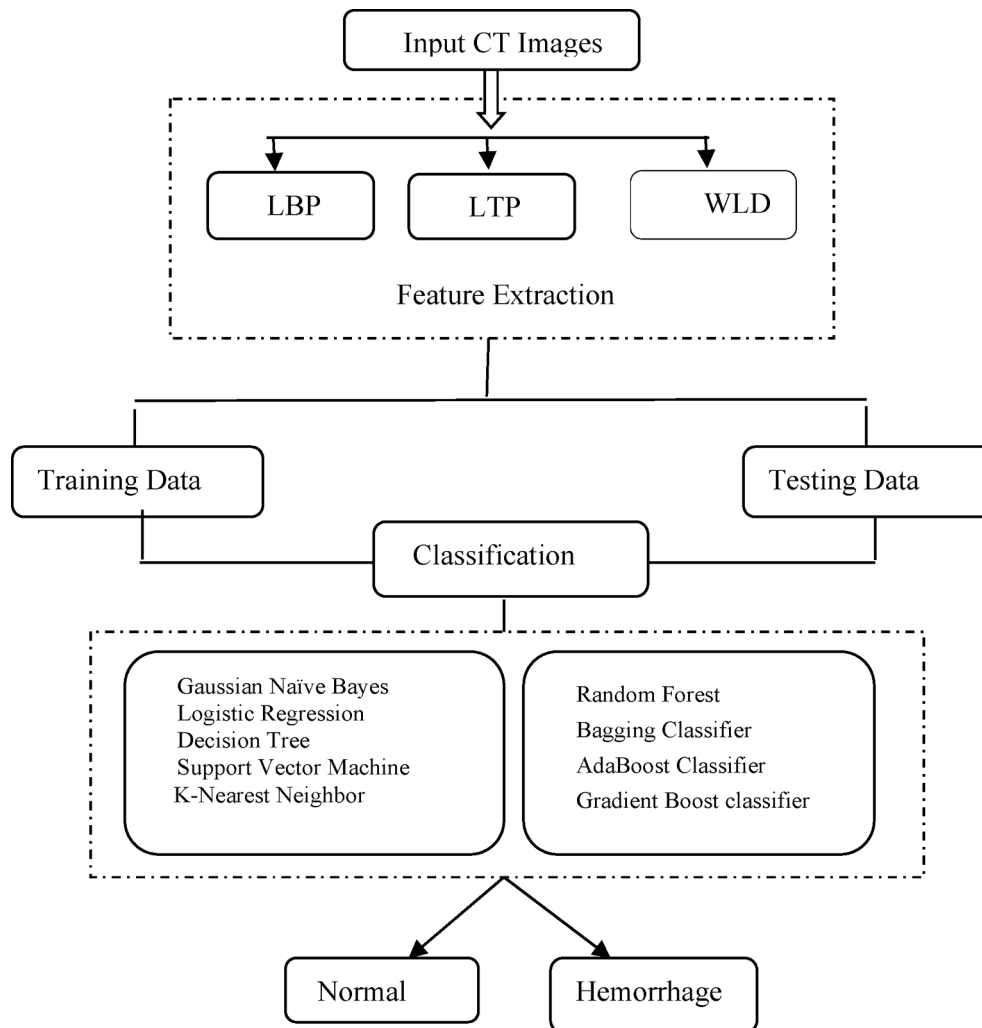 Input CT Images
LBP
LTP
WLD
Feature Extraction
Training Data
Testing Data
Classification
Gaussian Naïve Bayes
Logistic Regression
Decision Tree
Support Vector Machine
K-Nearest Neighbor
Random Forest
Bagging Classifier
AdaBoost Classifier
Gradient Boost classifier
Normal
Hemorrhage